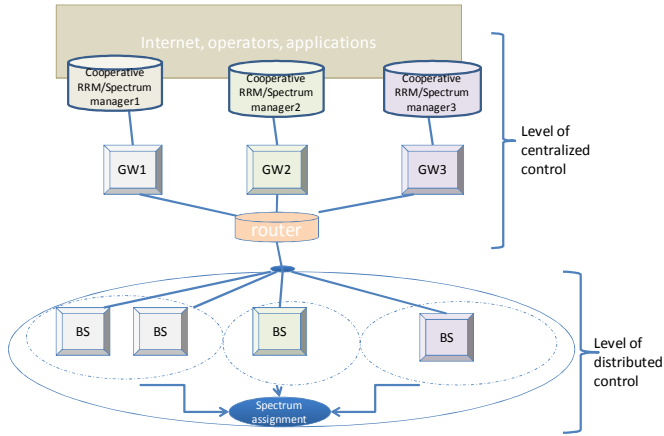 Internet, operators, applications
Cooperative
RRM/Spectrum
manager1
Cooperative
RRM/Spectrum
manager2
Cooperative
RRM/Spectrum
manager3
Level of
centralized
control
GW1
GW2
GW3
router
BS
BS
BS
BS
Level of
distributed
control
Spectrum
assignment